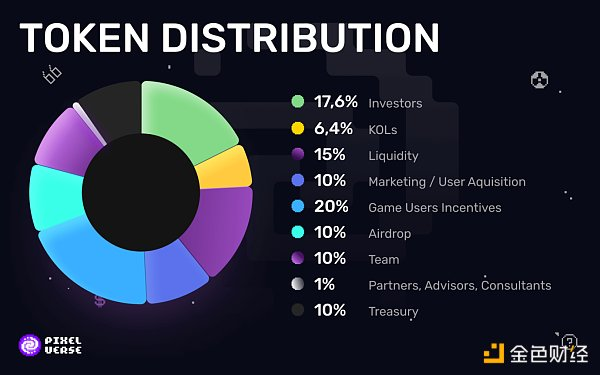 TOKEN DISTRIBUTION
17,6% Investors
6,4% KOLs
15% Liquidity
10% Marketing / User Aquisition
20% Game Users Incentives
10% Airdrop
10% Team
1% Partners, Advisors, Consultants
10% Treasury
PIXEL
VERSE
金色财经